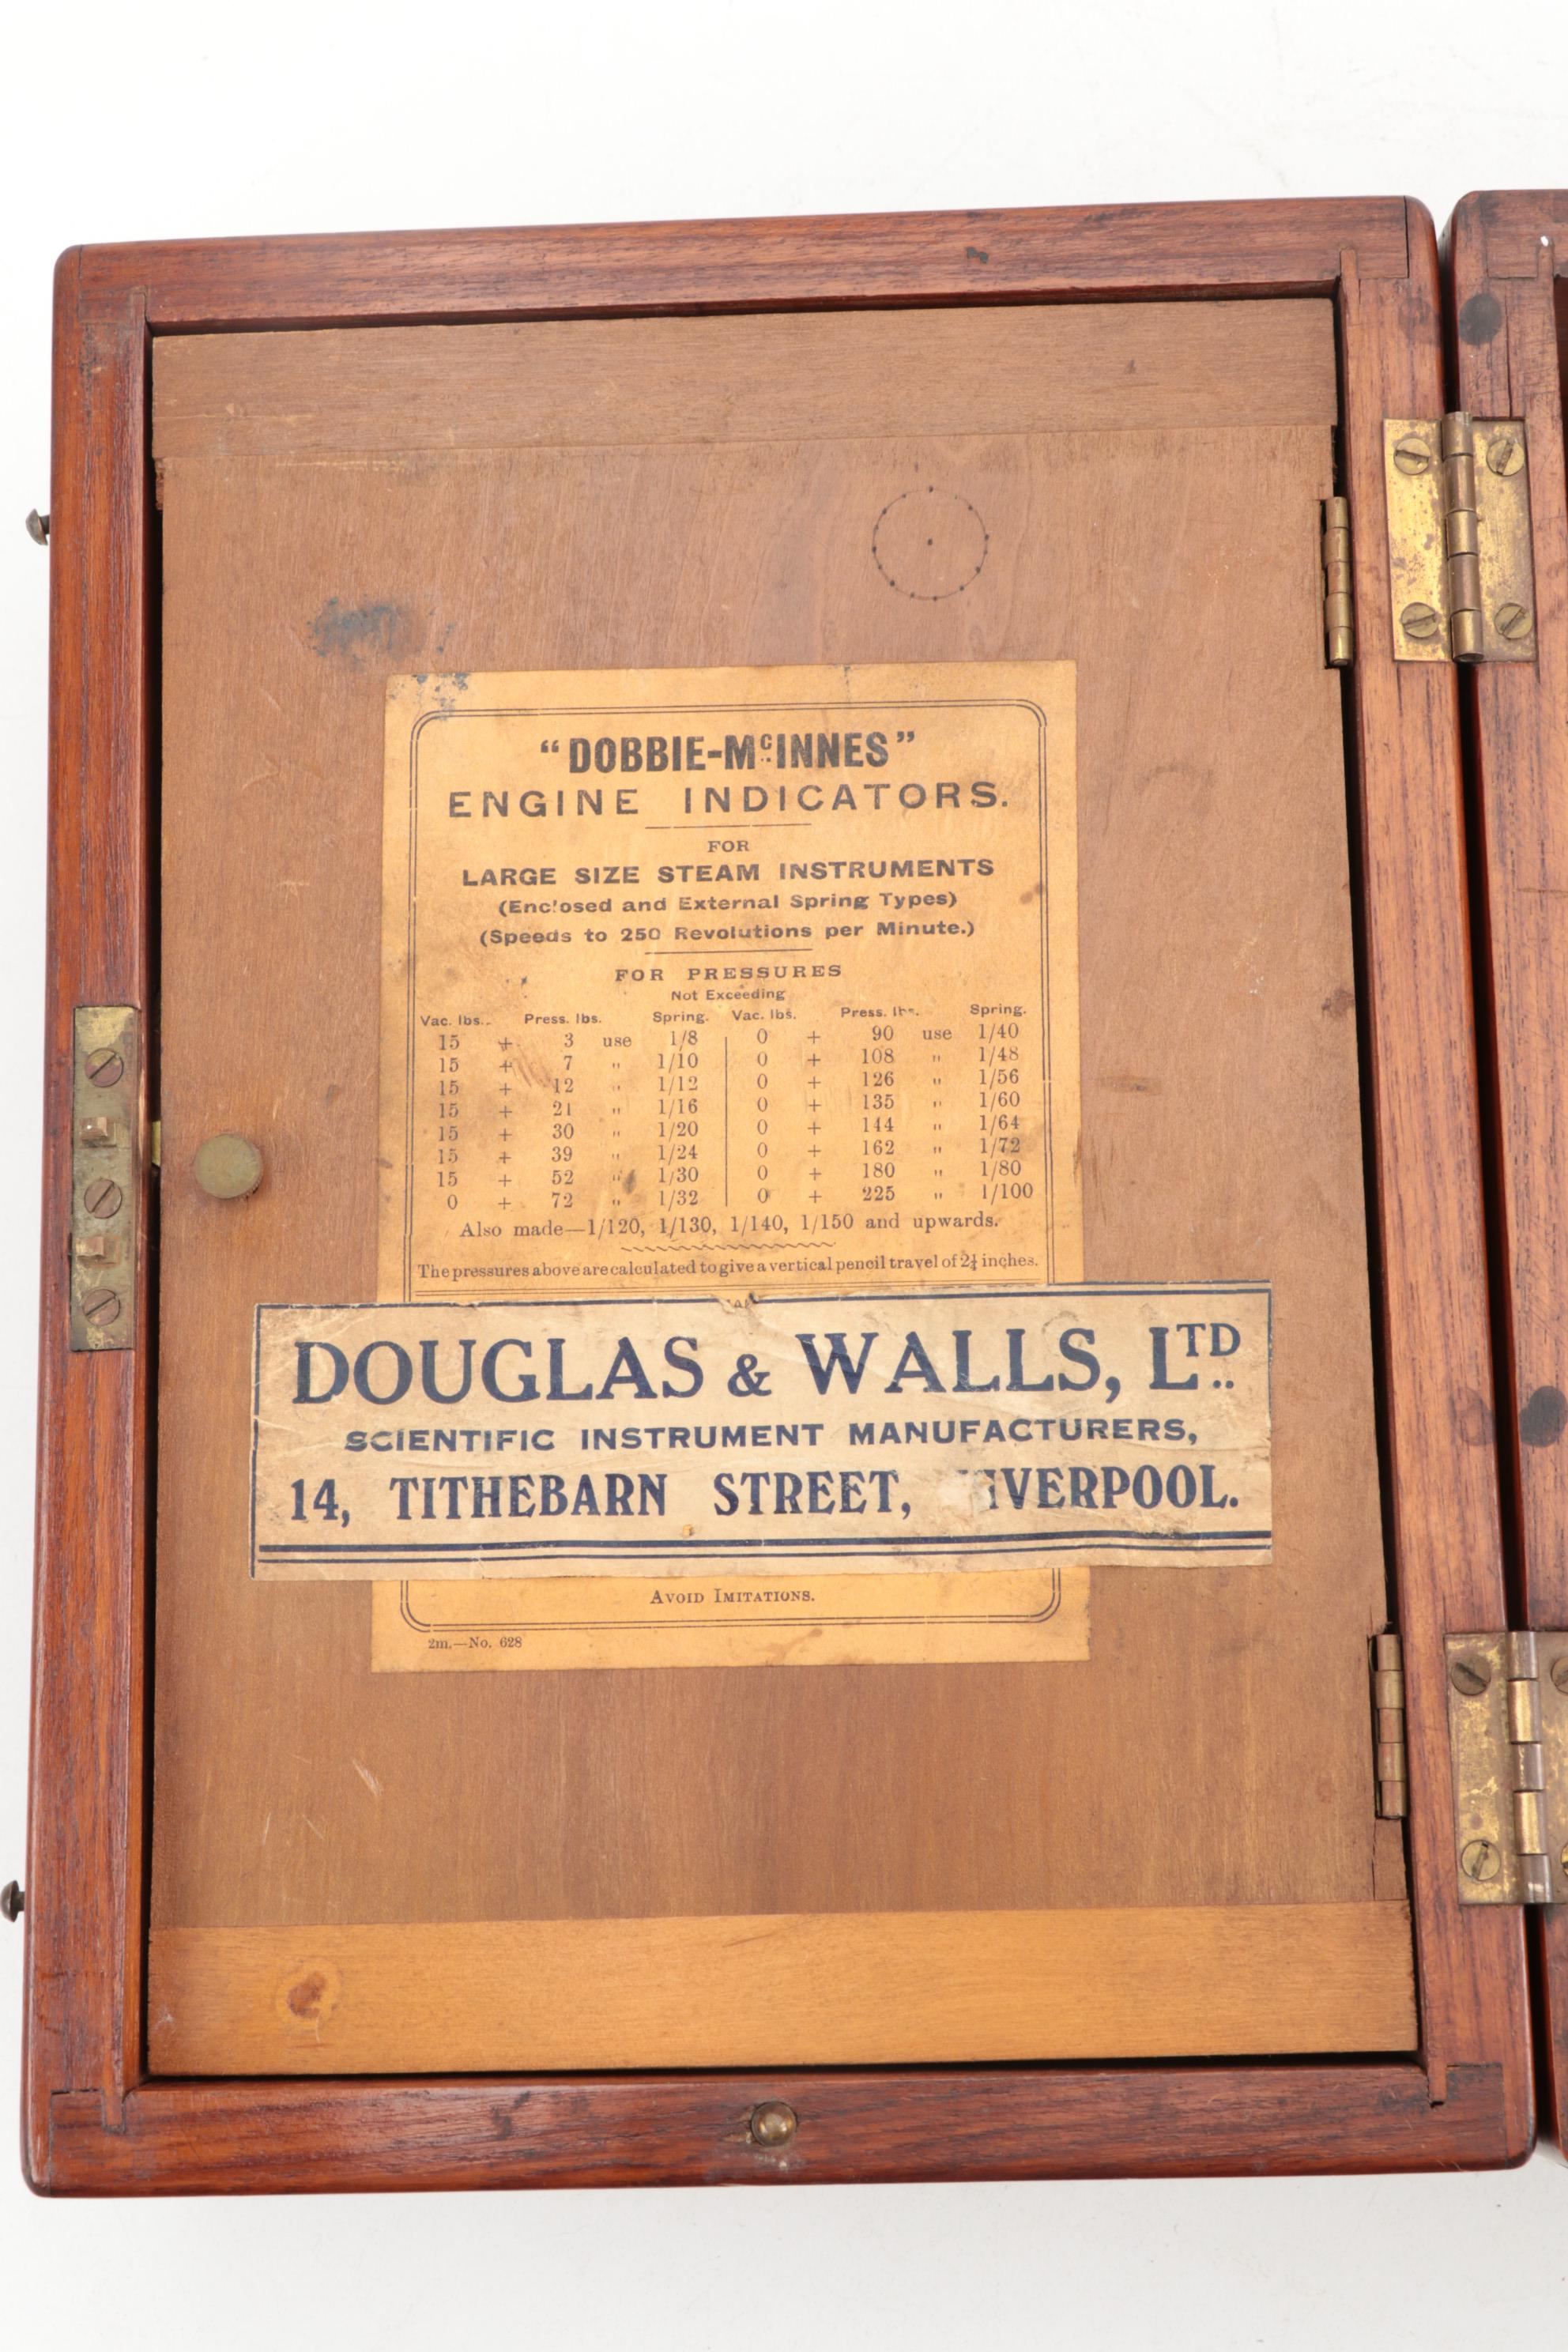 “DOBBIE-McINNES”
ENGINE INDICATORS.
FOR
LARGE SIZE STEAM INSTRUMENTS
(Enclosed and External Spring Types)
(Speeds to 250 Revolutions per Minute.)
FOR PRESSURES
Not Exceeding
Vac. lbs. Press. lbs. Spring. Vac. lbs. Press. lbs. Spring.
15 + 3 use 1/8 0 + 90 use 1/40
15 + 7 " 1/10 0 + 108 " 1/48
15 + 12 " 1/12 0 + 126 " 1/56
15 + 21 " 1/16 0 + 135 " 1/60
15 + 30 " 1/20 0 + 144 " 1/64
15 + 39 " 1/24 0 + 162 " 1/72
15 + 52 " 1/30 0 + 180 " 1/80
0 + 72 " 1/32 0 + 225 " 1/100
Also made—1/120, 1/130, 1/140, 1/150 and upwards.
The pressures above are calculated to give a vertical pencil travel of 2¼ inches.
DOUGLAS & WALLS, LTD
SCIENTIFIC INSTRUMENT MANUFACTURERS,
14, TITHEBARN STREET, IVERPOOL.
AVOID IMITATIONS.
2m.—No. 628